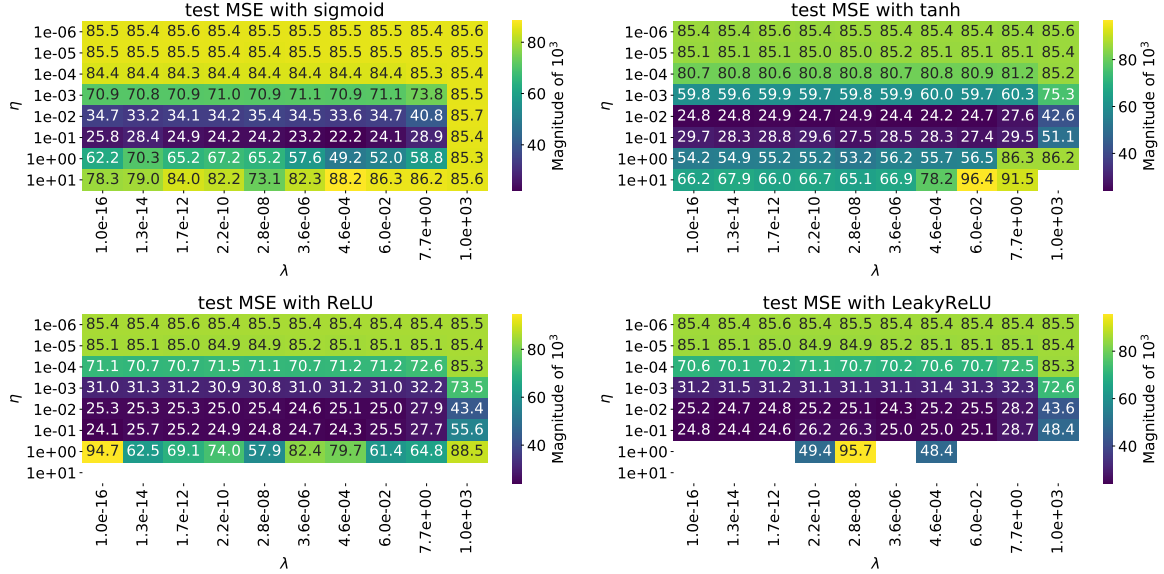 test MSE with sigmoid
η
1e-06 85.5 85.4 85.6 85.4 85.5 85.5 85.5 85.4 85.4 85.6
1e-05 85.5 85.5 85.5 85.5 85.5 85.5 85.5 85.5 85.4 85.5
1e-04 84.4 84.4 84.3 84.4 84.4 84.4 84.4 84.4 85.3 85.4
1e-03 70.9 70.8 70.9 71.0 70.9 71.1 70.9 71.1 73.8 85.5
1e-02 34.7 33.2 34.1 34.2 35.4 34.5 33.6 34.7 40.8 85.7
1e-01 25.8 28.4 24.9 24.2 24.2 23.2 22.2 24.1 28.9 85.4
1e+00 62.2 70.3 65.2 67.2 65.2 57.6 49.2 52.0 58.8 85.3
1e+01 78.3 79.0 84.0 82.2 73.1 82.3 88.2 86.3 86.2 85.6
1.0e-16 1.3e-14 1.7e-12 2.2e-10 2.8e-08 3.6e-06 4.6e-04 6.0e-02 7.7e+00 1.0e+03
λ
80
60
40
Magnitude of 10³
test MSE with tanh
η
1e-06 85.4 85.4 85.6 85.4 85.5 85.4 85.4 85.4 85.4 85.6
1e-05 85.1 85.1 85.1 85.0 85.0 85.2 85.1 85.1 85.1 85.4
1e-04 80.7 80.8 80.6 80.8 80.8 80.7 80.8 80.9 81.2 85.2
1e-03 59.8 59.6 59.9 59.7 59.8 59.9 60.0 59.7 60.3 75.3
1e-02 24.8 24.8 24.9 24.7 24.9 24.4 24.2 24.7 27.6 42.6
1e-01 29.7 28.3 28.8 29.6 27.5 28.5 28.3 27.4 29.5 51.1
1e+00 54.2 54.9 55.2 55.2 53.2 56.2 55.7 56.5 86.3 86.2
1e+01 66.2 67.9 66.0 66.7 65.1 66.9 78.2 96.4 91.5
1.0e-16 1.3e-14 1.7e-12 2.2e-10 2.8e-08 3.6e-06 4.6e-04 6.0e-02 7.7e+00 1.0e+03
λ
80
60
40
Magnitude of 10³
test MSE with ReLU
η
1e-06 85.4 85.4 85.6 85.4 85.5 85.4 85.4 85.4 85.4 85.5
1e-05 85.1 85.1 85.0 84.9 84.9 85.2 85.1 85.1 85.1 85.4
1e-04 71.1 70.7 70.7 71.5 71.1 70.7 71.2 71.2 72.6 85.3
1e-03 31.0 31.3 31.2 30.9 30.8 31.0 31.2 31.0 32.2 73.5
1e-02 25.3 25.3 25.2 25.0 25.4 24.6 25.1 25.0 27.9 43.4
1e-01 24.1 25.7 25.2 24.9 24.8 24.7 24.3 25.5 27.7 55.6
1e+00 94.7 62.5 69.1 74.0 57.9 82.4 79.7 61.4 64.8 88.5
1e+01
1.0e-16 1.3e-14 1.7e-12 2.2e-10 2.8e-08 3.6e-06 4.6e-04 6.0e-02 7.7e+00 1.0e+03
λ
80
60
40
Magnitude of 10³
test MSE with LeakyReLU
η
1e-06 85.4 85.4 85.6 85.4 85.5 85.4 85.4 85.4 85.4 85.5
1e-05 85.1 85.1 85.0 84.9 84.9 85.2 85.1 85.1 85.1 85.4
1e-04 70.6 70.1 70.2 71.1 70.7 70.2 70.6 70.7 72.5 85.3
1e-03 31.2 31.5 31.2 31.1 31.1 31.1 31.4 31.3 32.3 72.6
1e-02 25.2 24.7 24.8 25.2 25.1 24.3 25.2 25.5 28.2 43.6
1e-01 24.8 24.4 24.6 26.2 26.3 25.0 25.0 25.1 28.7 48.4
1e+00 49.4 95.7 48.4
1e+01
1.0e-16 1.3e-14 1.7e-12 2.2e-10 2.8e-08 3.6e-06 4.6e-04 6.0e-02 7.7e+00 1.0e+03
λ
80
60
40
Magnitude of 10³